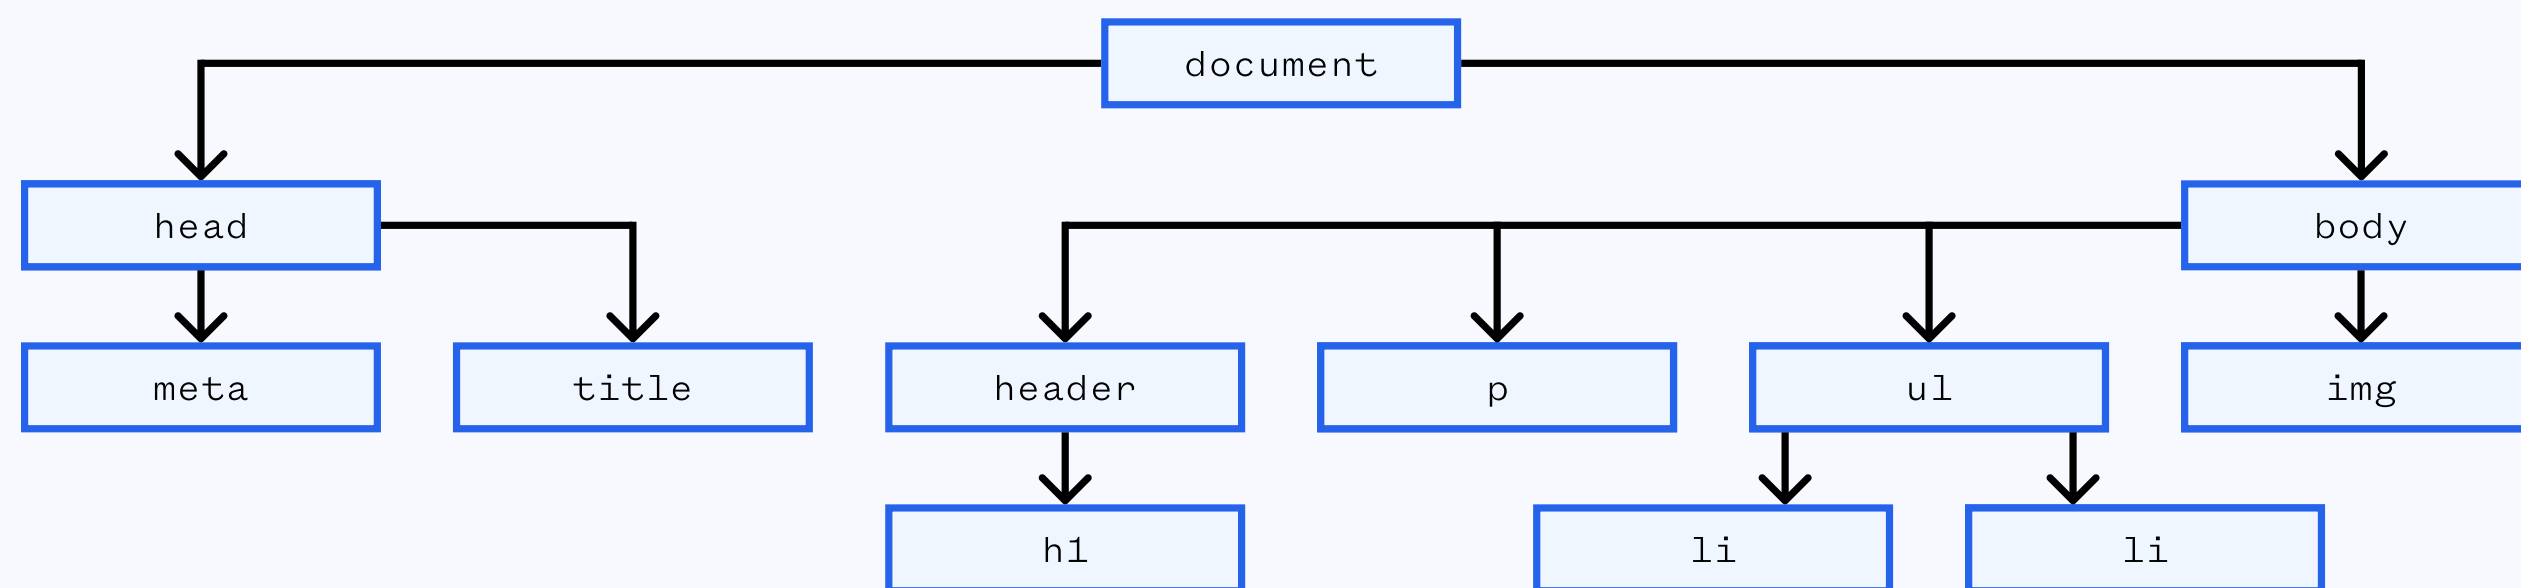 document
head
body
meta
title
header
p
ul
img
h1
li
li